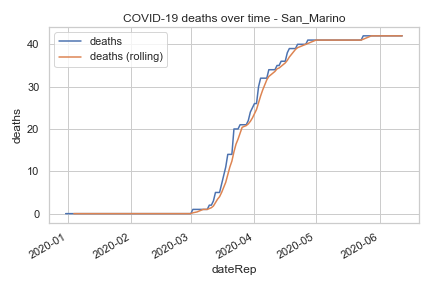 COVID-19 deaths over time - San_Marino
deaths
deaths (rolling)
40
30
20
10
0
deaths
2020-01
2020-02
2020-03
2020-04
2020-05
2020-06
dateRep